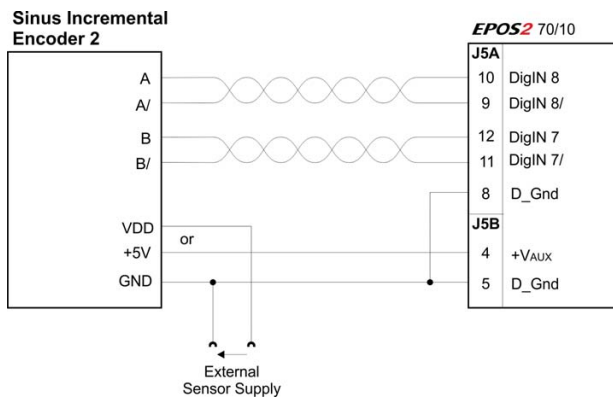 Sinus Incremental
Encoder 2
EPOS2 70/10
J5A
A
10 DigIN 8
A/
9 DigIN 8/
B
12 DigIN 7
B/
11 DigIN 7/
8 D_Gnd
J5B
VDD
or
+5V
4 +VAUX
GND
5 D_Gnd
External
Sensor Supply